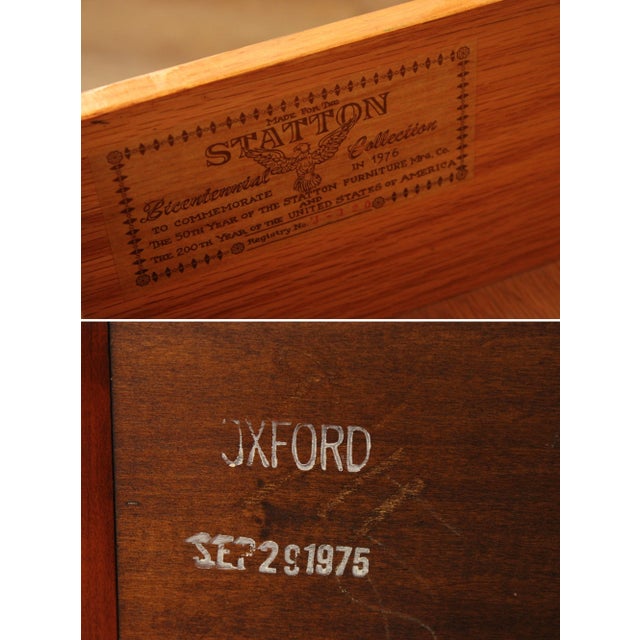 MADE FOR THE
STATTON
Bicentennial Collection
TO COMMEMORATE IN 1976
THE 50TH YEAR OF THE STATTON FURNITURE MFG. CO.
AND
THE 200TH YEAR OF THE UNITED STATES OF AMERICA
Registry No.
OXFORD
SEP 29 1975